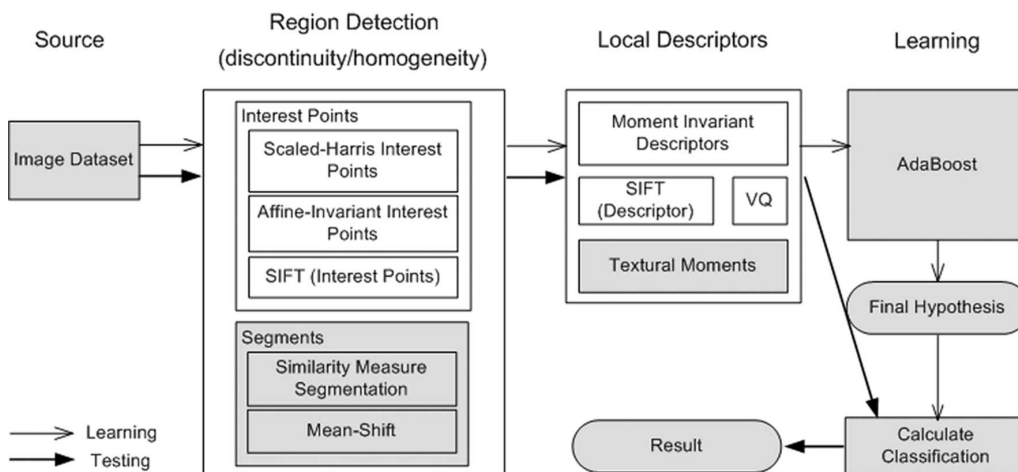 Source
Region Detection
(discontinuity/homogeneity)
Local Descriptors
Learning
Image Dataset
Interest Points
Scaled-Harris Interest
Points
Affine-Invariant Interest
Points
SIFT (Interest Points)
Segments
Similarity Measure
Segmentation
Mean-Shift
Moment Invariant
Descriptors
SIFT
(Descriptor)
VQ
Textural Moments
AdaBoost
Final Hypothesis
Calculate
Classification
Result
Learning
Testing